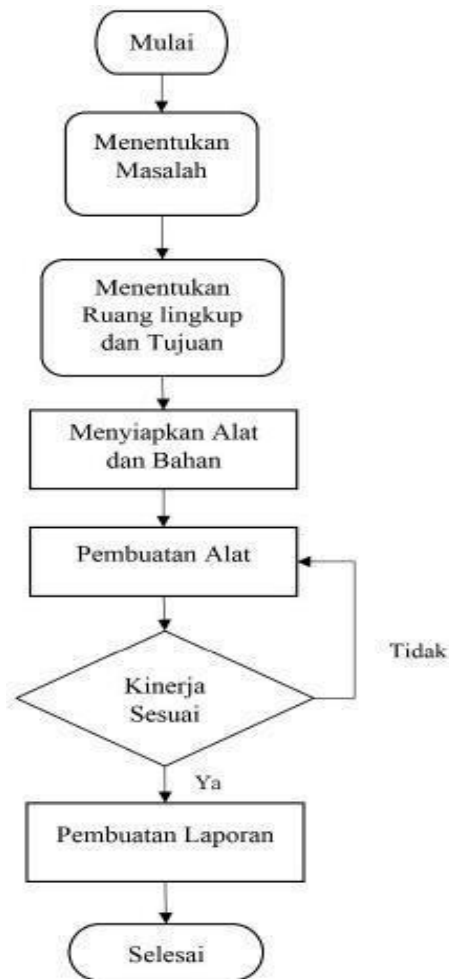 Mulai
Menentukan
Masalah
Menentukan
Ruang lingkup
dan Tujuan
Menyiapkan Alat
dan Bahan
Pembuatan Alat
Tidak
Kinerja
Sesuai
Ya
Pembuatan Laporan
Selesai